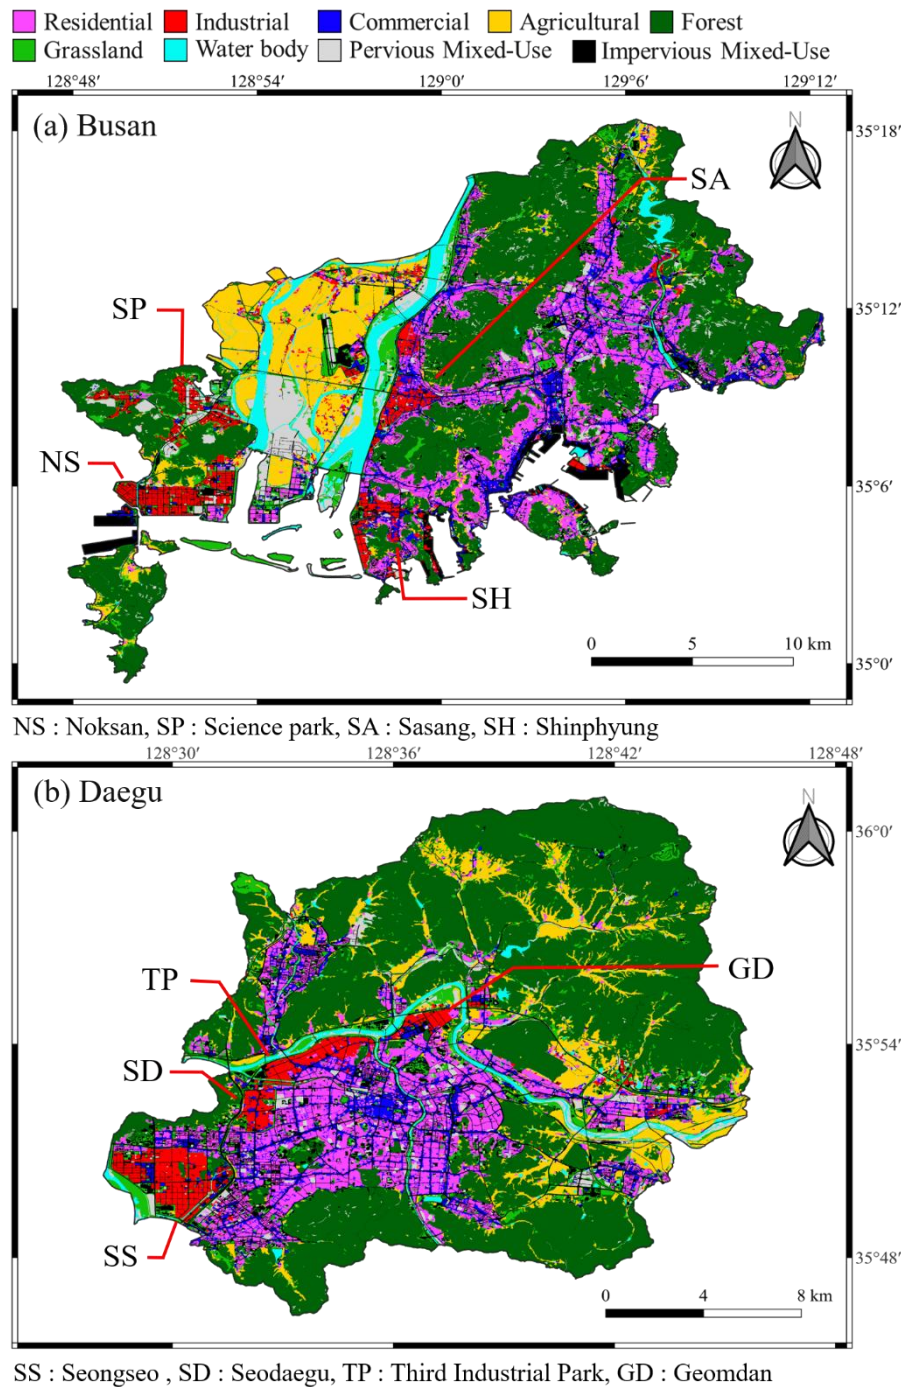 Residential Industrial Commercial Agricultural Forest
Grassland Water body Pervious Mixed-Use Impervious Mixed-Use
128°48′ 128°54′ 129°0′ 129°6′ 129°12′
(a) Busan
N
35°18′
SA
SP
35°12′
NS
35°6′
SH
0 5 10 km
35°0′
NS : Noksan, SP : Science park, SA : Sasang, SH : Shinphyung
128°30′ 128°36′ 128°42′ 128°48′
(b) Daegu
N
36°0′
TP
GD
35°54′
SD
SS
35°48′
0 4 8 km
SS : Seongseo , SD : Seodaegu, TP : Third Industrial Park, GD : Geomdan